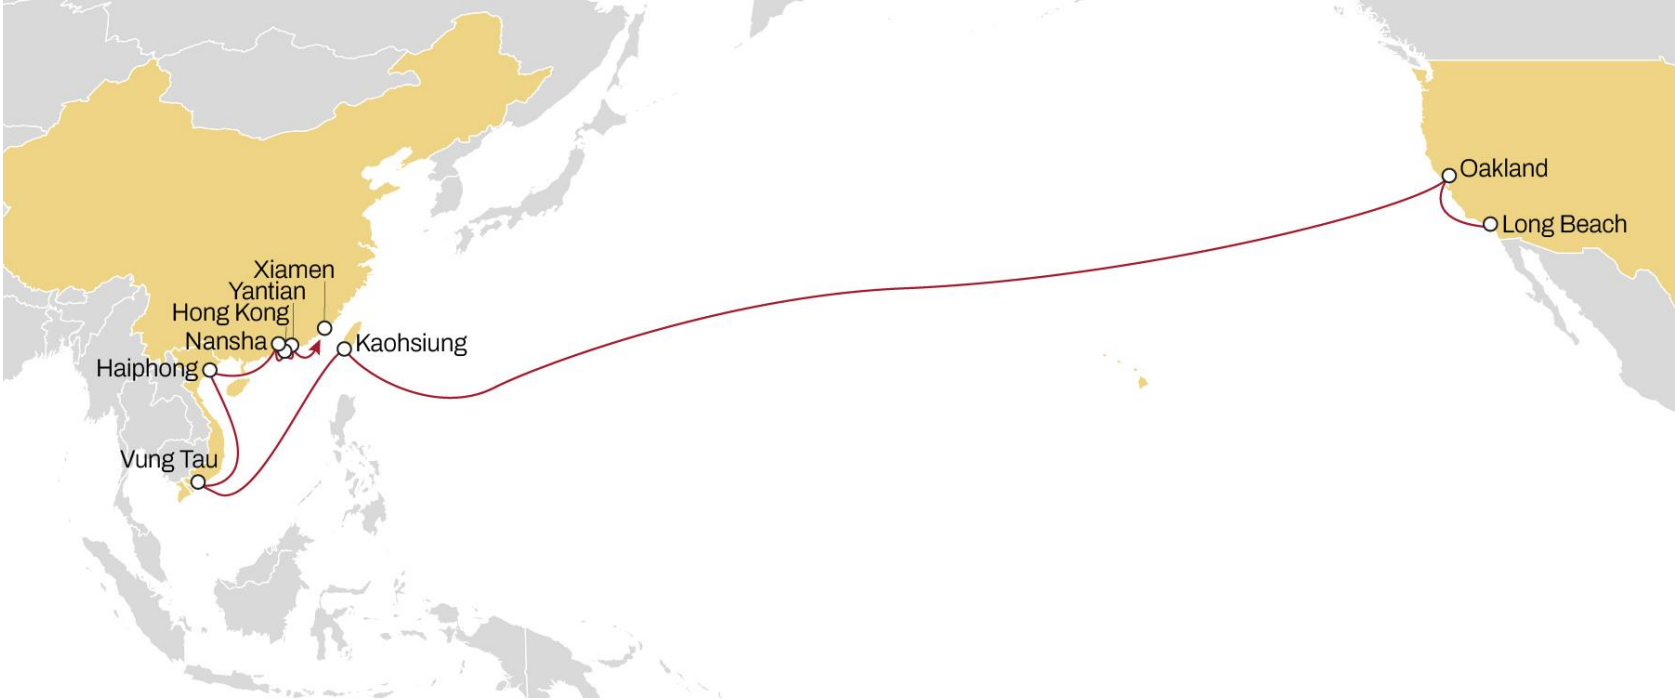 Oakland
Long Beach
Xiamen
Yantian
Hong Kong
Nansha
Kaohsiung
Haiphong
Vung Tau